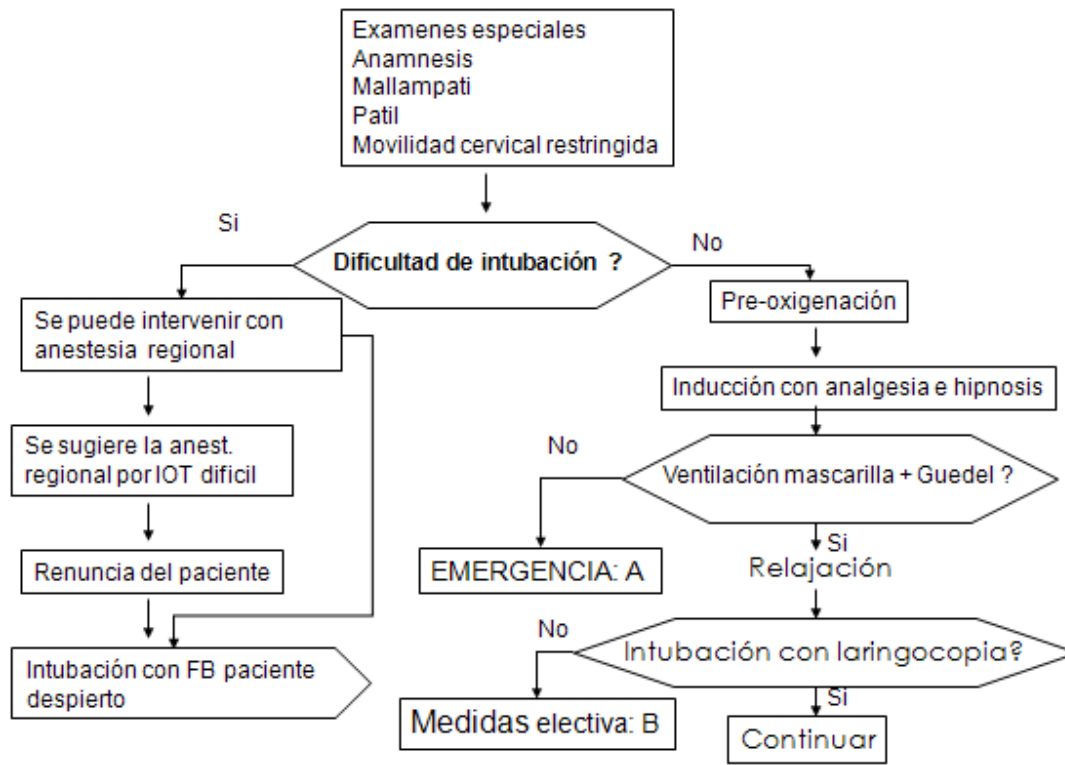 Examenes especiales
Anamnesis
Mallampati
Patil
Movilidad cervical restringida
Si
No
Dificultad de intubación ?
Se puede intervenir con
anestesia regional
Pre-oxigenación
Inducción con analgesia e hipnosis
Se sugiere la anest.
regional por IOT dificil
No
Ventilación mascarilla + Guedel ?
Si
Renuncia del paciente
EMERGENCIA: A
Relajación
No
Intubación con laringocopia?
Intubación con FB paciente
despierto
Si
Medidas electiva: B
Continuar